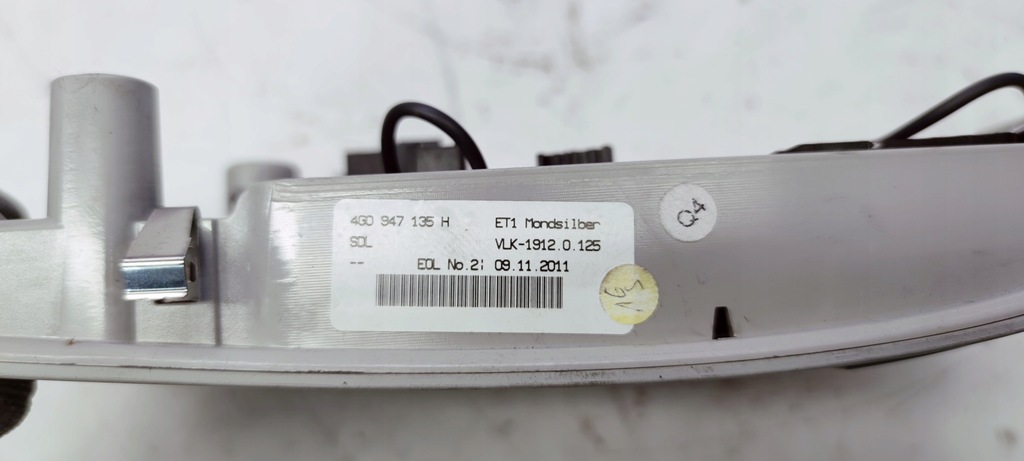 4G0 947 135 H ET1 Mondsilber
SDL VLK-1912.0.125
-- EOL No.2: 09.11.2011
Q4